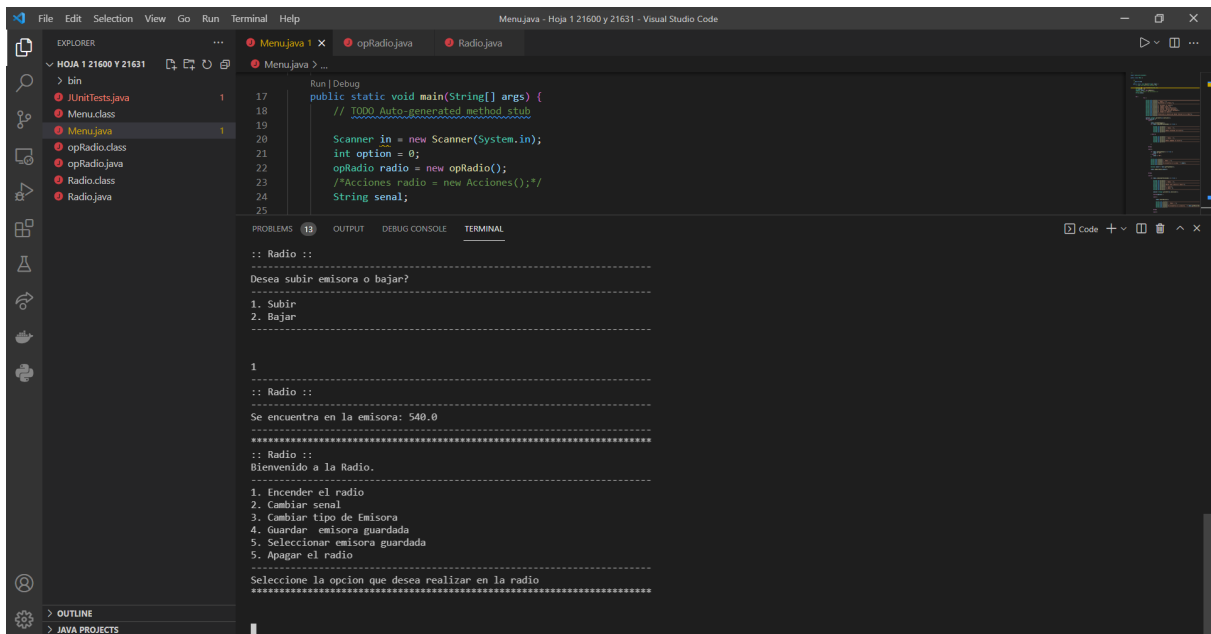 File Edit Selection View Go Run Terminal Help
Menu.java - Hoja 1 21600 y 21631 - Visual Studio Code
EXPLORER
HOJA 1 21600 Y 21631
bin
JUnitTests.java 1
Menu.class
Menu.java 1
opRadio.class
opRadio.java
Radio.class
Radio.java
OUTLINE
JAVA PROJECTS
Menu.java 1 opRadio.java Radio.java
Menu.java > ...
Run | Debug
17 public static void main(String[] args) {
18 // TODO Auto-generated method stub
19
20 Scanner in = new Scanner(System.in);
21 int option = 0;
22 opRadio radio = new opRadio();
23 /*Acciones radio = new Acciones();*/
24 String senal;
25
PROBLEMS 13 OUTPUT DEBUG CONSOLE TERMINAL
Code
:: Radio ::
----------------------------------------------------------------------
Desea subir emisora o bajar?
----------------------------------------------------------------------
1. Subir
2. Bajar
----------------------------------------------------------------------
1
----------------------------------------------------------------------
:: Radio ::
----------------------------------------------------------------------
Se encuentra en la emisora: 540.0
----------------------------------------------------------------------
**********************************************************************
:: Radio ::
Bienvenido a la Radio.
----------------------------------------------------------------------
1. Encender el radio
2. Cambiar senal
3. Cambiar tipo de Emisora
4. Guardar  emisora guardada
5. Seleccionar emisora guardada
5. Apagar el radio
----------------------------------------------------------------------
Seleccione la opcion que desea realizar en la radio
**********************************************************************